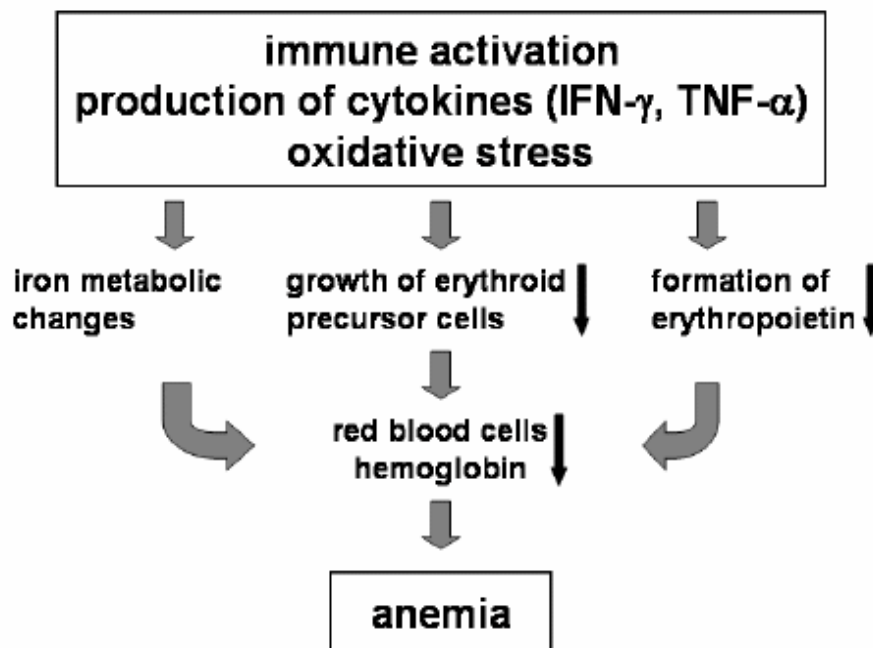 immune activation
production of cytokines (IFN-γ, TNF-α)
oxidative stress
iron metabolic
changes
growth of erythroid
precursor cells
formation of
erythropoietin
red blood cells
hemoglobin
anemia